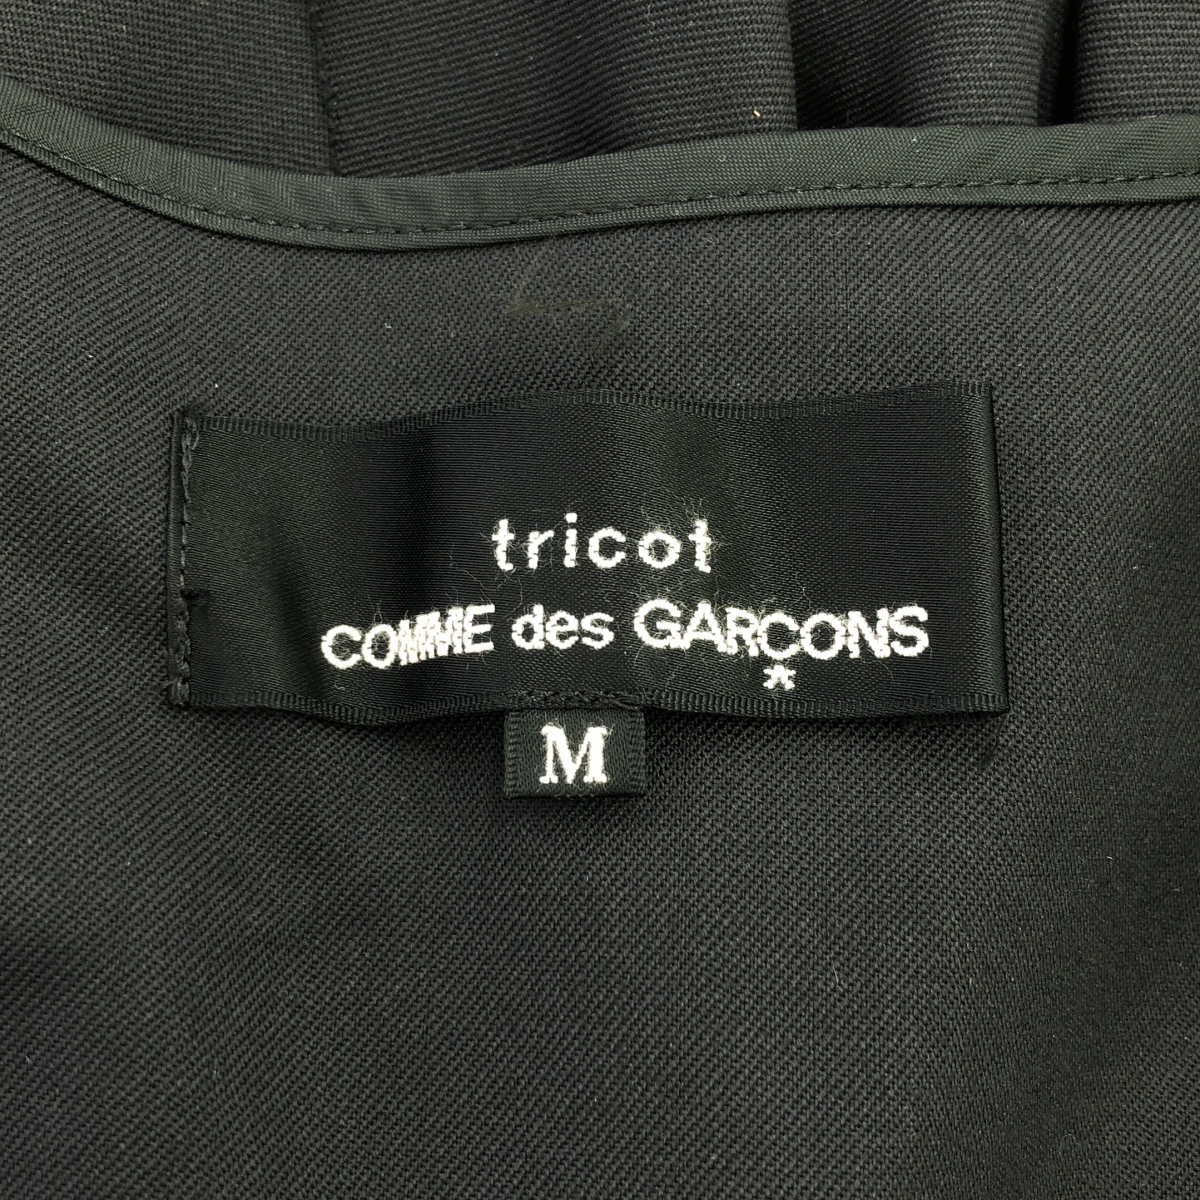 tricot
COMME des GARÇONS
*
M